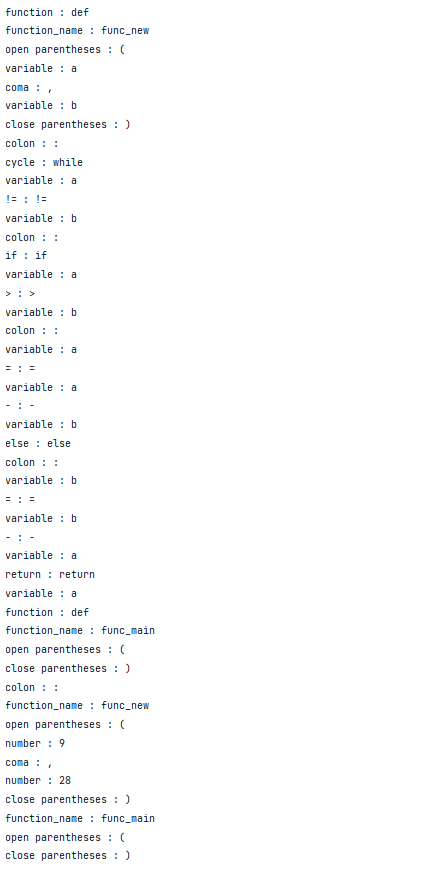 function : def
function_name : func_new
open parentheses : (
variable : a
coma : ,
variable : b
close parentheses : )
colon : :
cycle : while
variable : a
!= : !=
variable : b
colon : :
if : if
variable : a
> : >
variable : b
colon : :
variable : a
= : =
variable : a
- : -
variable : b
else : else
colon : :
variable : b
= : =
variable : b
- : -
variable : a
return : return
variable : a
function : def
function_name : func_main
open parentheses : (
close parentheses : )
colon : :
function_name : func_new
open parentheses : (
number : 9
coma : ,
number : 28
close parentheses : )
function_name : func_main
open parentheses : (
close parentheses : )